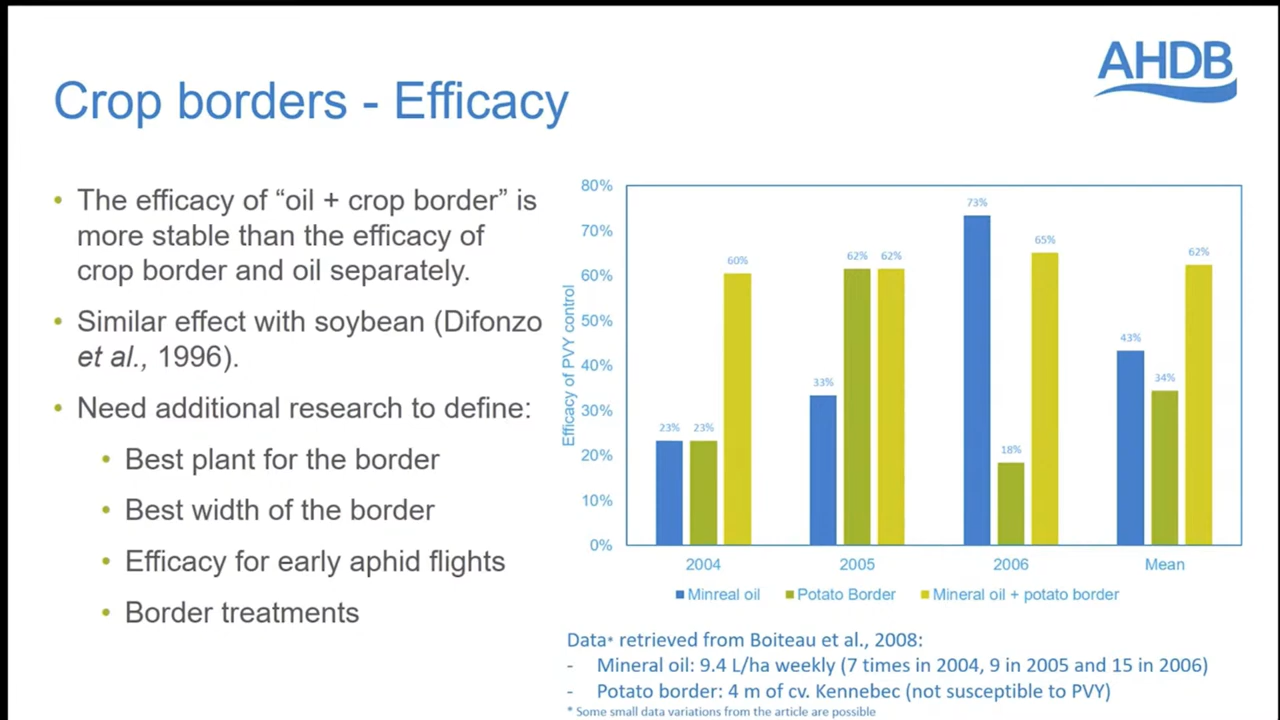 AHDB
Crop borders - Efficacy
• The efficacy of “oil + crop border” is
more stable than the efficacy of
crop border and oil separately.
• Similar effect with soybean (Difonzo
et al., 1996).
• Need additional research to define:
• Best plant for the border
• Best width of the border
• Efficacy for early aphid flights
• Border treatments
Efficacy of PVY control
80%
70%
60%
50%
40%
30%
20%
10%
0%
23% 23% 60%
33% 62% 62%
73% 18% 65%
43% 34% 62%
2004 2005 2006 Mean
Minreal oil Potato Border Mineral oil + potato border
Data* retrieved from Boiteau et al., 2008:
- Mineral oil: 9.4 L/ha weekly (7 times in 2004, 9 in 2005 and 15 in 2006)
- Potato border: 4 m of cv. Kennebec (not susceptible to PVY)
* Some small data variations from the article are possible